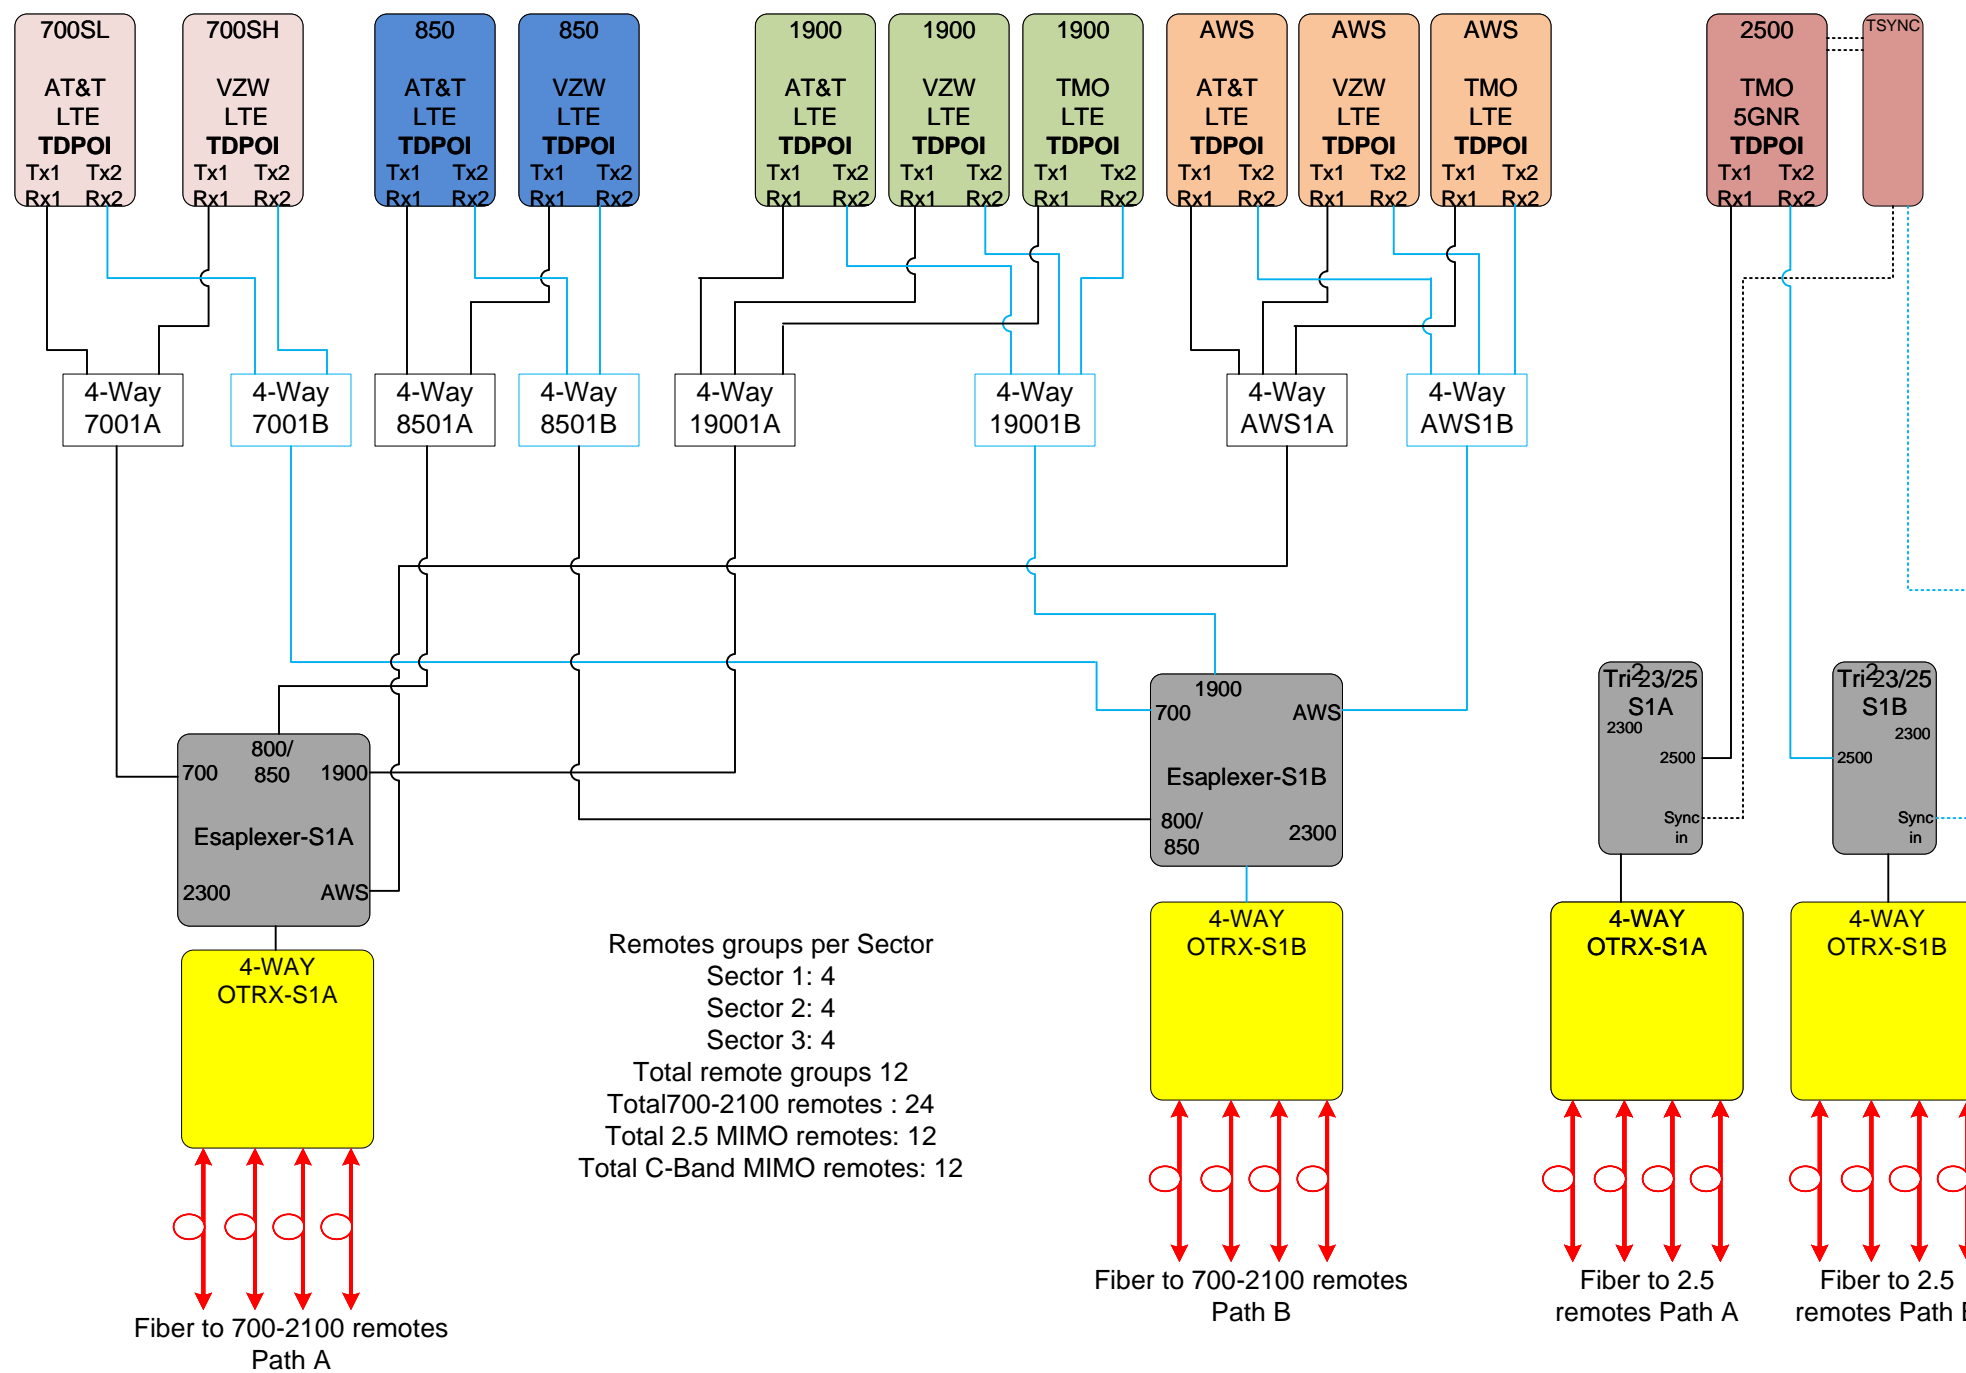 700SL
AT&T
LTE
TDPOI
Tx1 Tx2
Rx1 Rx2
700SH
VZW
LTE
TDPOI
Tx1 Tx2
Rx1 Rx2
850
AT&T
LTE
TDPOI
Tx1 Tx2
Rx1 Rx2
850
VZW
LTE
TDPOI
Tx1 Tx2
Rx1 Rx2
1900
AT&T
LTE
TDPOI
Tx1 Tx2
Rx1 Rx2
1900
VZW
LTE
TDPOI
Tx1 Tx2
Rx1 Rx2
1900
TMO
LTE
TDPOI
Tx1 Tx2
Rx1 Rx2
AWS
AT&T
LTE
TDPOI
Tx1 Tx2
Rx1 Rx2
AWS
VZW
LTE
TDPOI
Tx1 Tx2
Rx1 Rx2
AWS
TMO
LTE
TDPOI
Tx1 Tx2
Rx1 Rx2
2500
TMO
5GNR
TDPOI
Tx1 Tx2
Rx1 Rx2
TSYNC
4-Way
7001A
4-Way
7001B
4-Way
8501A
4-Way
8501B
4-Way
19001A
4-Way
19001B
4-Way
AWS1A
4-Way
AWS1B
800/
850
700
1900
Esaplexer-S1A
2300
AWS
1900
700
AWS
Esaplexer-S1B
800/
850
2300
2
Tri-23/25
S1A
2300
2500
Sync
in
2
Tri-23/25
S1B
2300
2500
Sync
in
4-WAY
OTRX-S1A
4-WAY
OTRX-S1B
4-WAY
OTRX-S1A
4-WAY
OTRX-S1B
Remotes groups per Sector
Sector 1: 4
Sector 2: 4
Sector 3: 4
Total remote groups 12
Total700-2100 remotes : 24
Total 2.5 MIMO remotes: 12
Total C-Band MIMO remotes: 12
Fiber to 700-2100 remotes
Path A
Fiber to 700-2100 remotes
Path B
Fiber to 2.5
remotes Path A
Fiber to 2.5
remotes Path